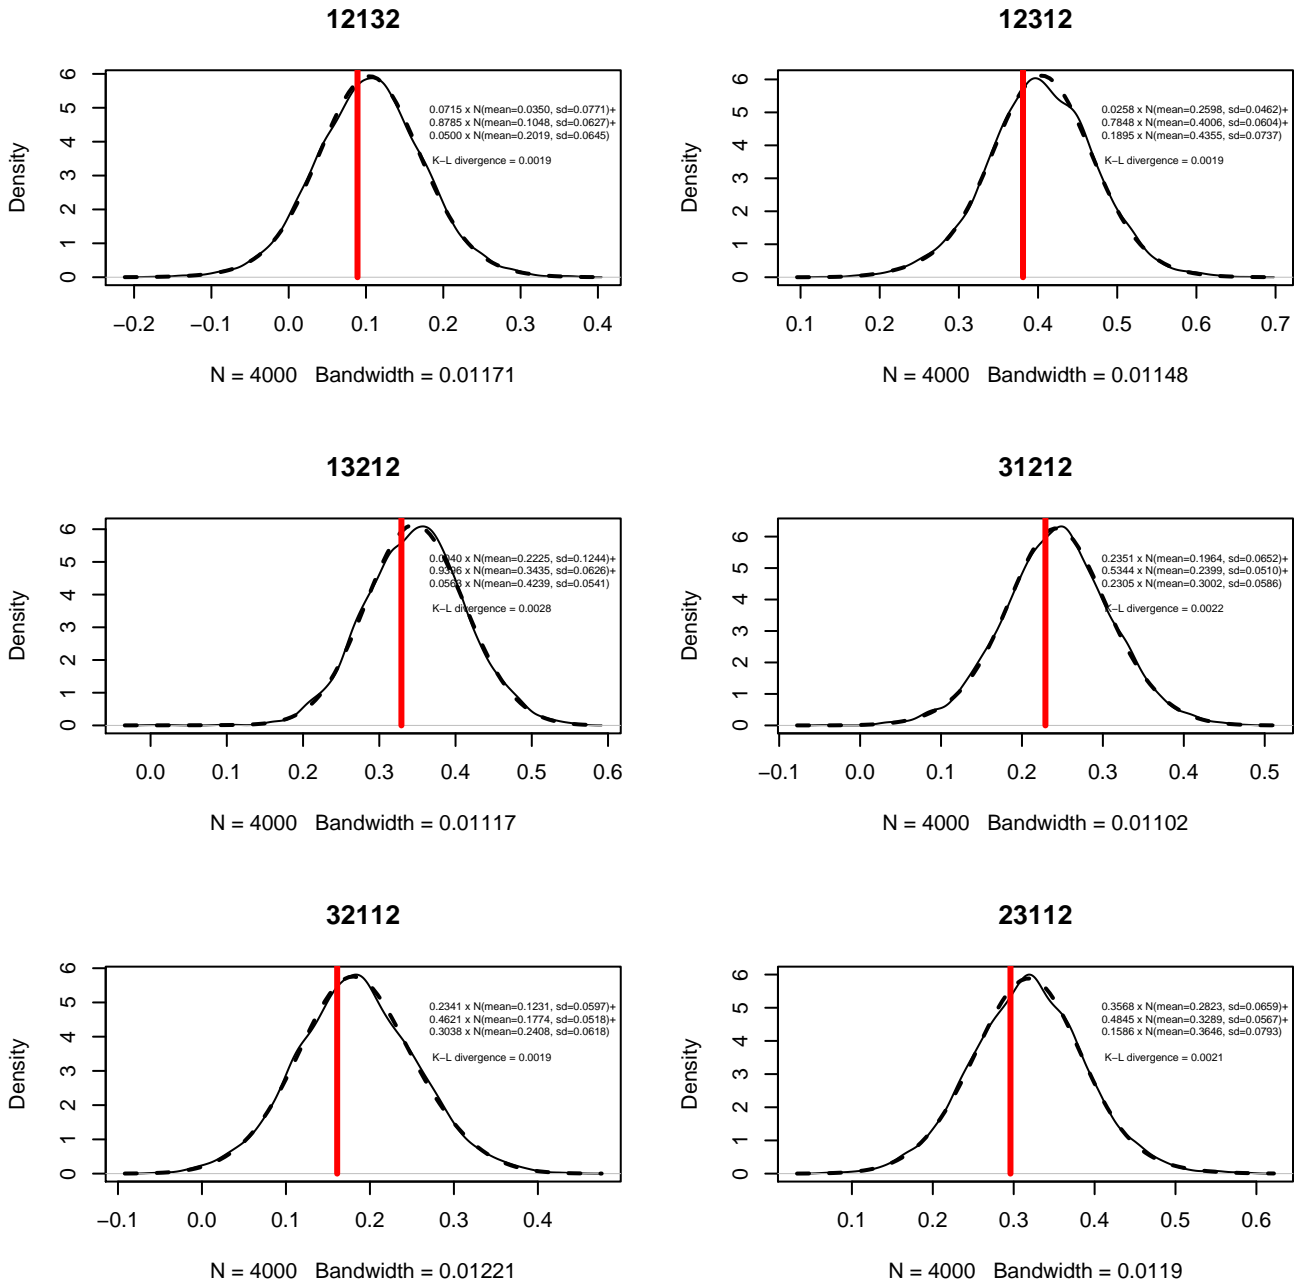 12132
Density
0 1 2 3 4 5 6
0.0715 x N(mean=0.0350, sd=0.0771)+
0.8785 x N(mean=0.1048, sd=0.0627)+
0.0500 x N(mean=0.2019, sd=0.0645)
K−L divergence = 0.0019
−0.2 −0.1 0.0 0.1 0.2 0.3 0.4
N = 4000 Bandwidth = 0.01171
12312
Density
0 1 2 3 4 5 6
0.0258 x N(mean=0.2598, sd=0.0462)+
0.7848 x N(mean=0.4006, sd=0.0604)+
0.1895 x N(mean=0.4355, sd=0.0737)
K−L divergence = 0.0019
0.1 0.2 0.3 0.4 0.5 0.6 0.7
N = 4000 Bandwidth = 0.01148
13212
Density
0 1 2 3 4 5 6
0.0040 x N(mean=0.2225, sd=0.1244)+
0.9396 x N(mean=0.3435, sd=0.0626)+
0.0563 x N(mean=0.4239, sd=0.0541)
K−L divergence = 0.0028
0.0 0.1 0.2 0.3 0.4 0.5 0.6
N = 4000 Bandwidth = 0.01117
31212
Density
0 1 2 3 4 5 6
0.2351 x N(mean=0.1964, sd=0.0652)+
0.5344 x N(mean=0.2399, sd=0.0510)+
0.2305 x N(mean=0.3002, sd=0.0586)
K−L divergence = 0.0022
−0.1 0.0 0.1 0.2 0.3 0.4 0.5
N = 4000 Bandwidth = 0.01102
32112
Density
0 1 2 3 4 5 6
0.2341 x N(mean=0.1231, sd=0.0597)+
0.4621 x N(mean=0.1774, sd=0.0518)+
0.3038 x N(mean=0.2408, sd=0.0618)
K−L divergence = 0.0019
−0.1 0.0 0.1 0.2 0.3 0.4
N = 4000 Bandwidth = 0.01221
23112
Density
0 1 2 3 4 5 6
0.3568 x N(mean=0.2823, sd=0.0659)+
0.4845 x N(mean=0.3289, sd=0.0567)+
0.1586 x N(mean=0.3646, sd=0.0793)
K−L divergence = 0.0021
0.1 0.2 0.3 0.4 0.5 0.6
N = 4000 Bandwidth = 0.0119